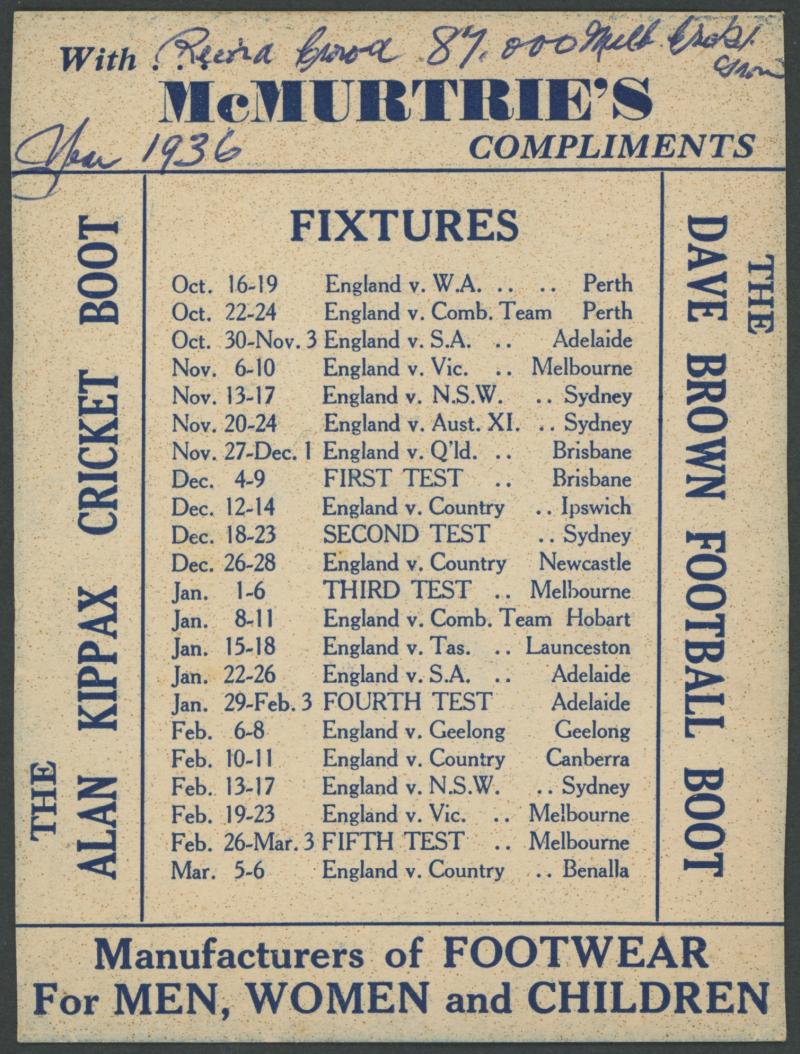 With . . . Record Crowd 87.000 Melb Crickt
McMURTRIE'S
Year 1936
COMPLIMENTS
THE
ALAN KIPPAX CRICKET BOOT
FIXTURES
Oct. 16-19 England v. W.A. .. .. Perth
Oct. 22-24 England v. Comb. Team Perth
Oct. 30-Nov. 3 England v. S.A. .. Adelaide
Nov. 6-10 England v. Vic. .. Melbourne
Nov. 13-17 England v. N.S.W. .. Sydney
Nov. 20-24 England v. Aust. XI. .. Sydney
Nov. 27-Dec. 1 England v. Q'ld. .. Brisbane
Dec. 4-9 FIRST TEST .. Brisbane
Dec. 12-14 England v. Country .. Ipswich
Dec. 18-23 SECOND TEST .. Sydney
Dec. 26-28 England v. Country Newcastle
Jan. 1-6 THIRD TEST .. Melbourne
Jan. 8-11 England v. Comb. Team Hobart
Jan. 15-18 England v. Tas. .. Launceston
Jan. 22-26 England v. S.A. .. Adelaide
Jan. 29-Feb. 3 FOURTH TEST Adelaide
Feb. 6-8 England v. Geelong Geelong
Feb. 10-11 England v. Country Canberra
Feb. 13-17 England v. N.S.W. .. Sydney
Feb. 19-23 England v. Vic. .. Melbourne
Feb. 26-Mar. 3 FIFTH TEST .. Melbourne
Mar. 5-6 England v. Country .. Benalla
THE
DAVE BROWN FOOTBALL BOOT
Manufacturers of FOOTWEAR
For MEN, WOMEN and CHILDREN